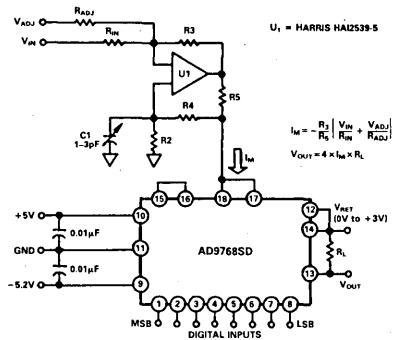 VADJ
RADJ
VIN
RIN
R3
U1 = HARRIS HAI2539-5
U1
R5
R4
C1
1–3pF
R2
IM
IM = – R3/R5 [ VIN/RIN + VADJ/RADJ ]
VOUT = 4 × IM × RL
15
16
18
17
12
VRET
(0V to +3V)
+5V
10
14
0.01µF
GND
11
AD9768SD
RL
0.01µF
13
–5.2V
9
VOUT
1
2
3
4
5
6
7
8
MSB
LSB
DIGITAL INPUTS